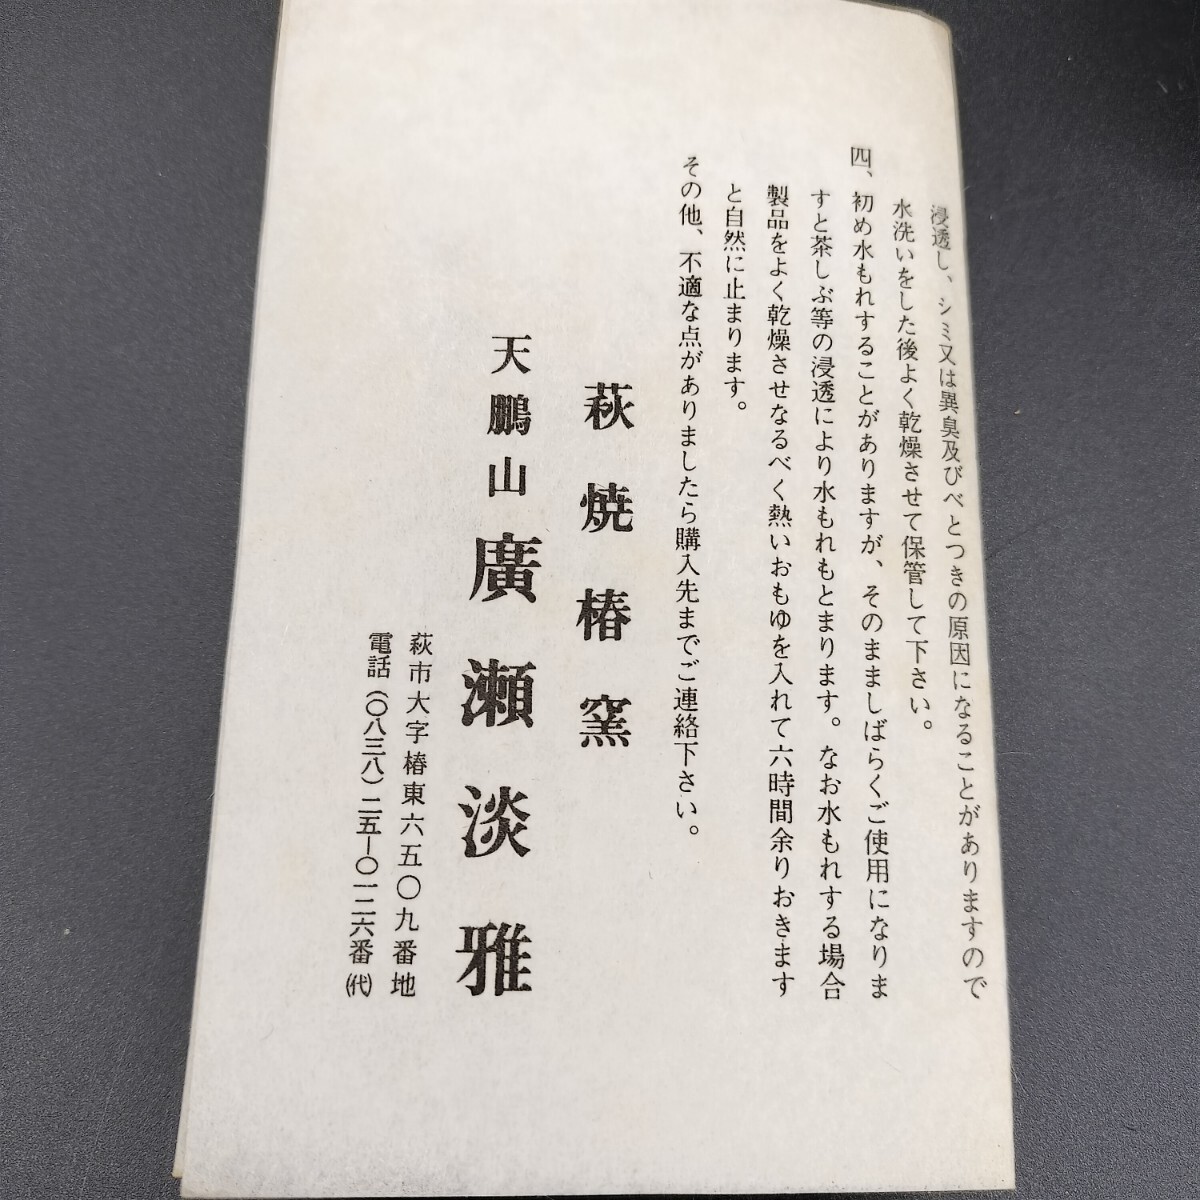 浸透し、シミ又は異臭及びべとつきの原因になることがありますので
水洗いをした後よく乾燥させて保管して下さい。
四、初め水もれすることがありますが、そのまましばらくご使用になりま
すと茶しぶ等の浸透により水もれもとまります。なお水もれする場合
製品をよく乾燥させなるべく熱いおもゆを入れて六時間余りおきます
と自然に止まります。
その他、不適な点がありましたら購入先までご連絡下さい。
萩焼椿窯
天鵬山廣瀬淡雅
萩市大字椿東六五〇九番地
電話(〇八三八)二五―〇一二六番(代)